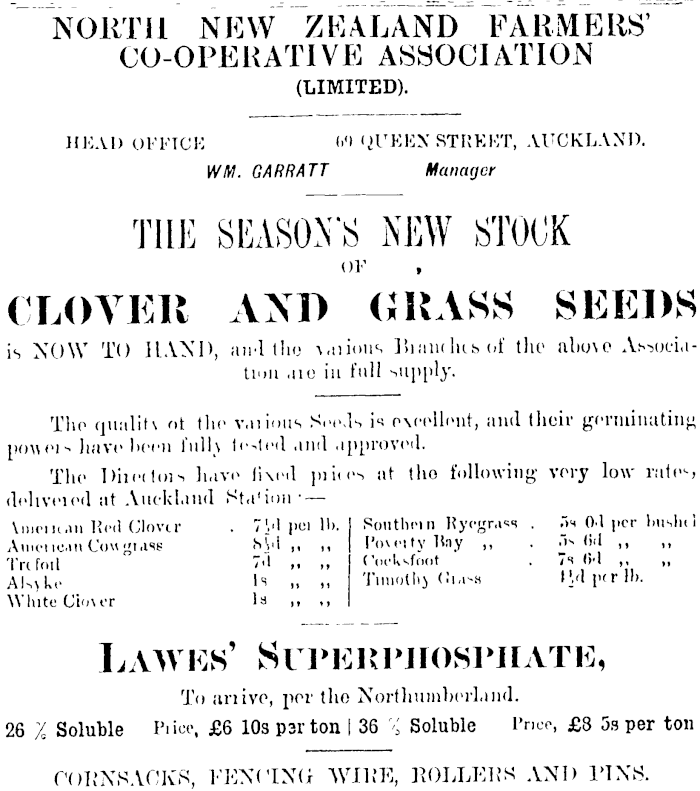 NORTH NEW ZEALAND FARMERS'
CO-OPERATIVE ASSOCIATION
(LIMITED).
HEAD OFFICE 69 QUEEN STREET, AUCKLAND.
WM. GARRATT Manager
THE SEASON'S NEW STOCK
OF
CLOVER AND GRASS SEEDS
is NOW TO HAND, and the various Branches of the above Associa-
tion are in full supply.
The quality of the various Seeds is excellent, and their germinating
powers have been fully tested and approved.
The Directors have fixed prices at the following very low rates,
delivered at Auckland Station:—
American Red Clover . 7½d per lb.
American Cowgrass 8½d ,, ,,
Trefoil 7d ,, ,,
Alsyke 1s ,, ,,
White Clover 1s ,, ,,
Southern Ryegrass . 5s 0d per bushel
Poverty Bay ,, . 5s 6d ,, ,,
Cocksfoot . 7s 6d ,, ,,
Timothy Grass per lb.
LAWES' SUPERPHOSPHATE,
To arrive, per the Northumberland.
26 % Soluble Price, £6 10s per ton | 36 % Soluble Price, £8 5s per ton
CORNSACKS, FENCING WIRE, ROLLERS AND PINS.